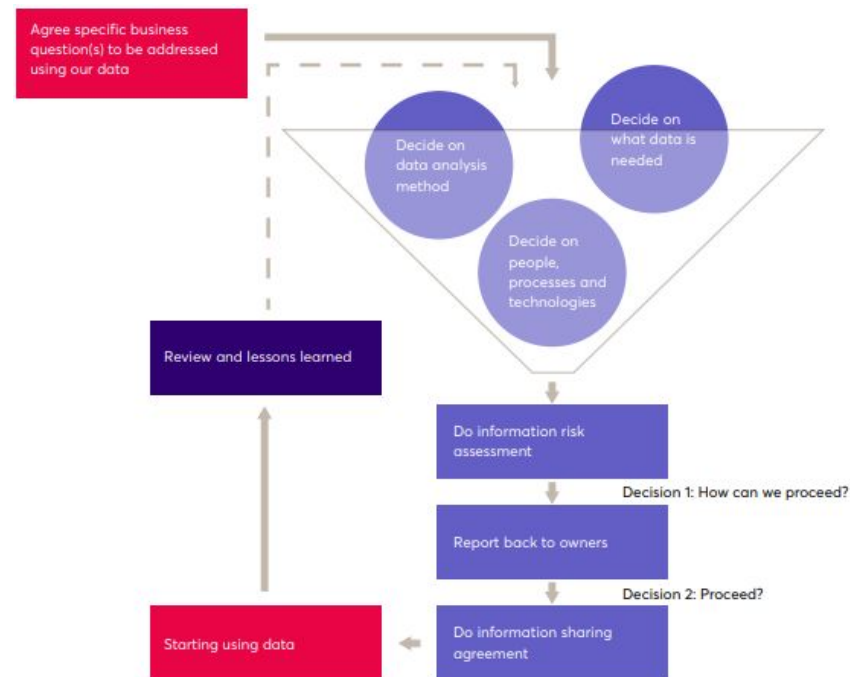 Agree specific business
question(s) to be addressed
using our data
Decide on
data analysis
method
Decide on
what data is
needed
Decide on
people,
processes and
technologies
Review and lessons learned
Do information risk
assessment
Decision 1: How can we proceed?
Report back to owners
Decision 2: Proceed?
Do information sharing
agreement
Starting using data